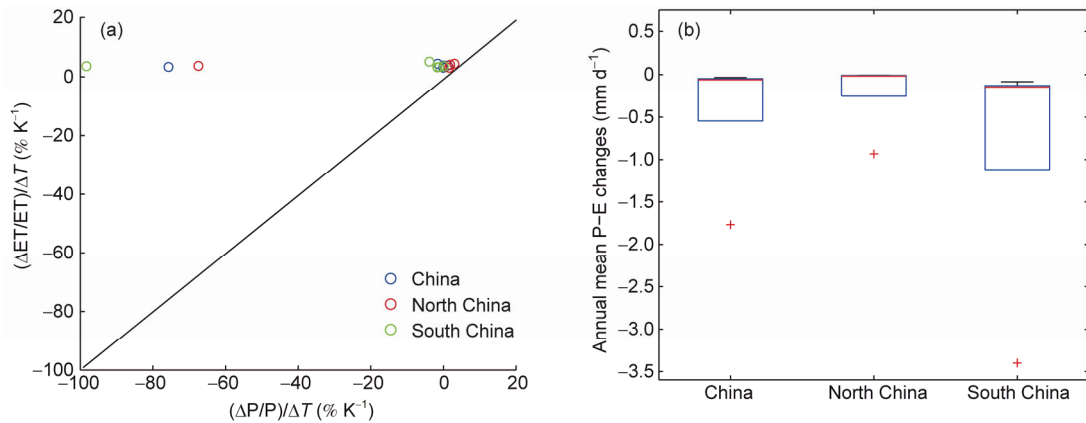 (a)
20
0
−20
−40
−60
−80
−100
(ΔET/ET)/ΔT (% K⁻¹)
China
North China
South China
−100 −80 −60 −40 −20 0 20
(ΔP/P)/ΔT (% K⁻¹)
(b)
0.5
0
−0.5
−1.0
−1.5
−2.0
−2.5
−3.0
−3.5
Annual mean P−E changes (mm d⁻¹)
China North China South China